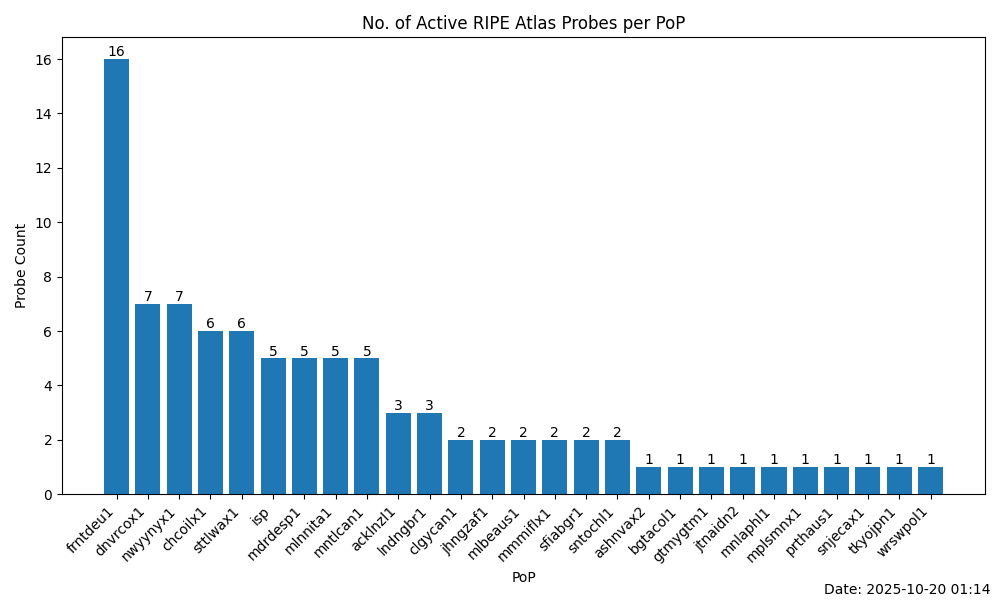 No. of Active RIPE Atlas Probes per PoP
Probe Count
16
14
12
10
8
6
4
2
0
16
7
7
6
6
5
5
5
5
3
3
2
2
2
2
2
2
1
1
1
1
1
1
1
1
1
1
frntdeu1
dnvrcox1
nwyynyx1
chcoilx1
sttlwax1
isp
mdrdesp1
mlnnita1
mntlcan1
acklnzl1
lndngbr1
clgycan1
jhngzaf1
mlbeaus1
mmmiflx1
sfiabgr1
sntochl1
ashnvax2
bgtacol1
gtmygtm1
jtnaidn2
mnlaphl1
mplsmnx1
prthaus1
snjecax1
tkyojpn1
wrswpol1
PoP
Date: 2025-10-20 01:14